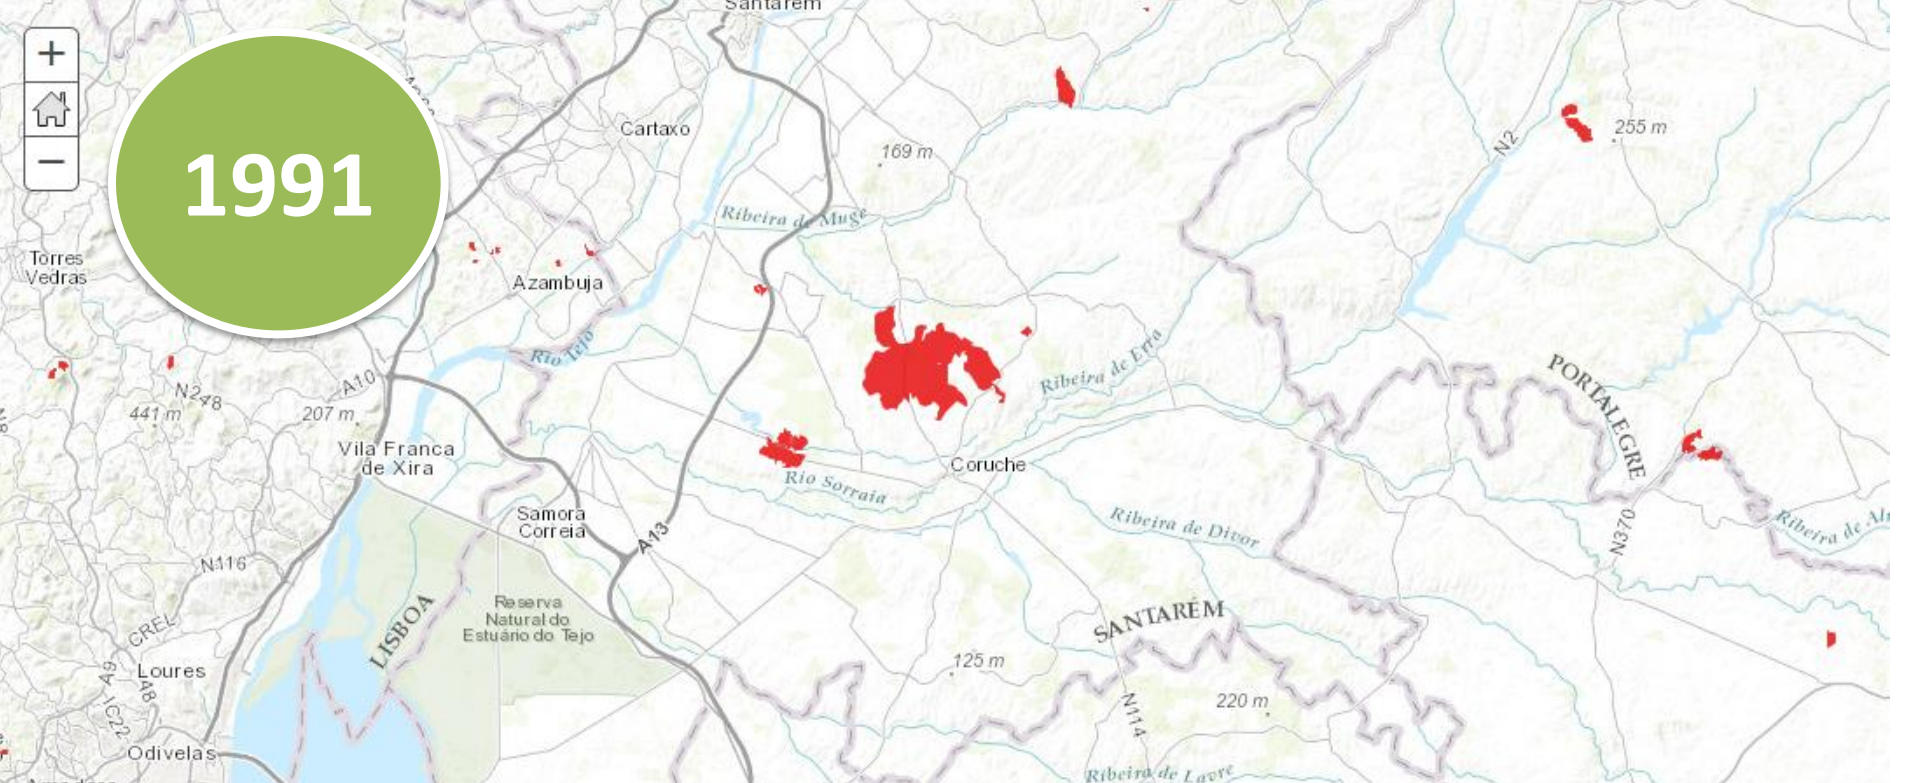 Santarém
+
1991
Cartaxo
169 m
N2
255 m
Ribeira de Muge
Torres
Vedras
Azambuja
Rio Tejo
Ribeira de Erra
PORTALEGRE
A10
N248
441 m
207 m
Vila Franca
de Xira
Coruche
Rio Sorraia
Samora
Correia
A13
Ribeira de Divor
N370
Ribeira de
N116
Reserva
Natural do
Estuário do Tejo
LISBOA
SANTARÉM
CREL
Loures
A9
A8
IC22
125 m
220 m
N114
Odivelas
Ribeira de Lavre
−